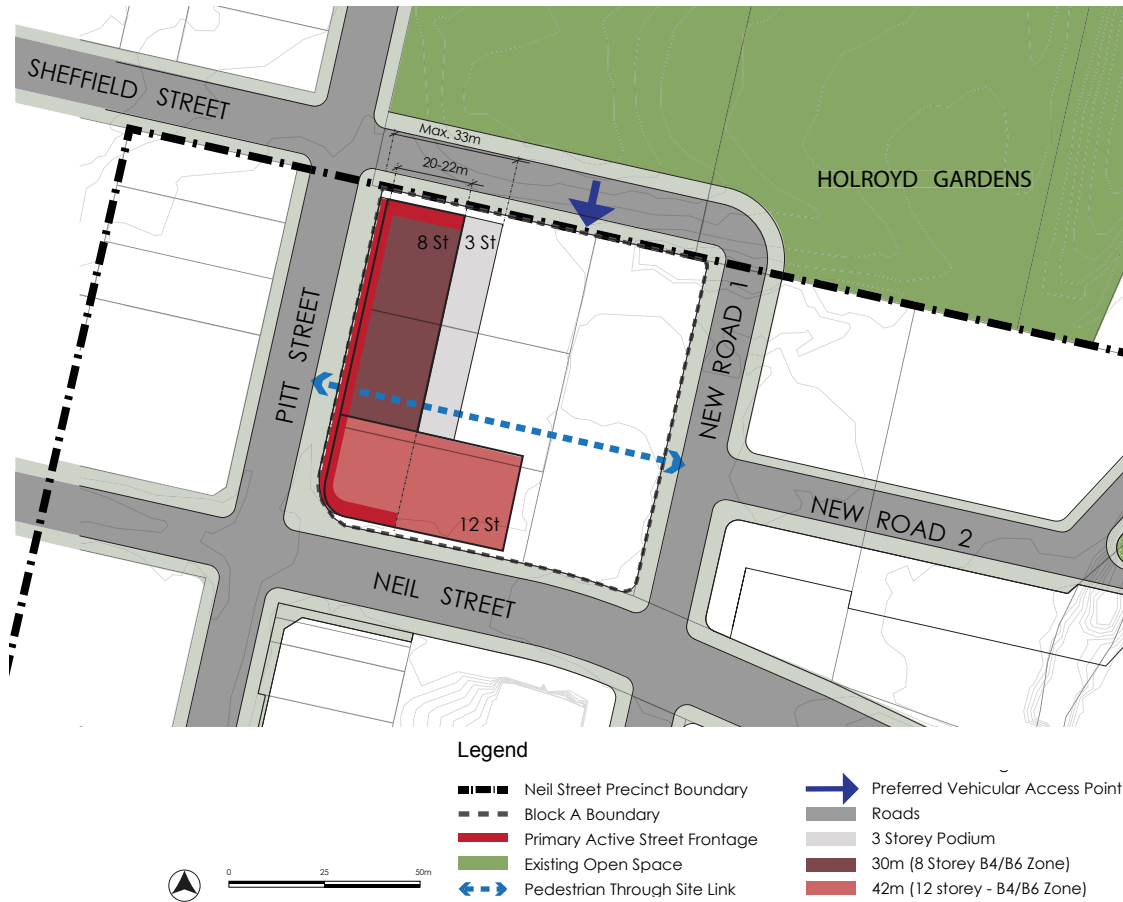 SHEFFIELD STREET
Max. 33m
20-22m
HOLROYD GARDENS
8 St
3 St
PITT STREET
NEW ROAD 1
12 St
NEW ROAD 2
NEIL STREET
Legend
Neil Street Precinct Boundary
Block A Boundary
Primary Active Street Frontage
Existing Open Space
Pedestrian Through Site Link
Preferred Vehicular Access Point
Roads
3 Storey Podium
30m (8 Storey B4/B6 Zone)
42m (12 storey - B4/B6 Zone)
0 25 50m